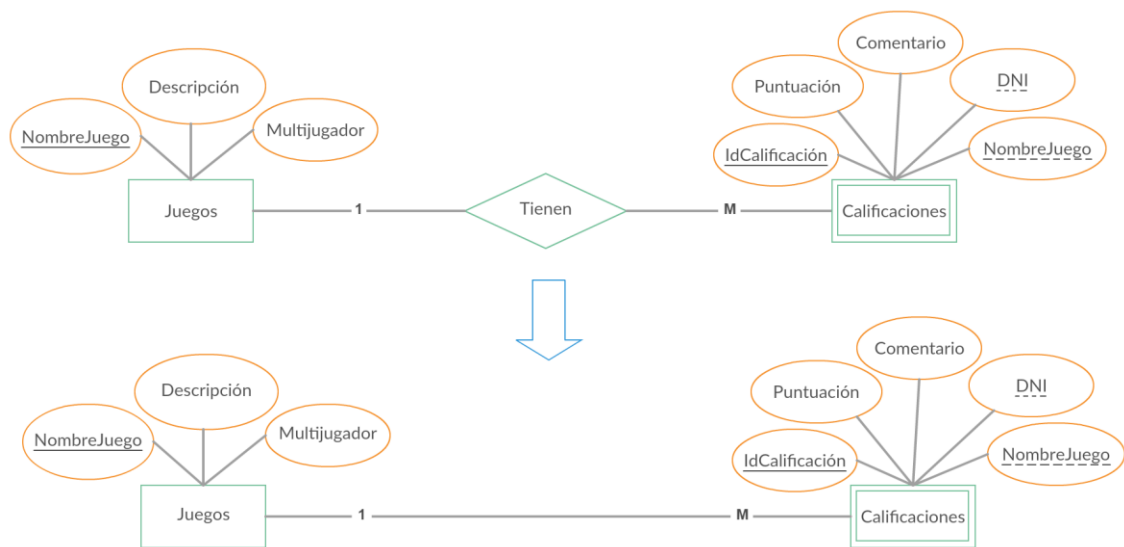 Comentario
Descripción
Puntuación
DNI
NombreJuego
Multijugador
IdCalificación
NombreJuego
Juegos
1
Tienen
M
Calificaciones
Comentario
Descripción
Puntuación
DNI
NombreJuego
Multijugador
IdCalificación
NombreJuego
Juegos
1
M
Calificaciones